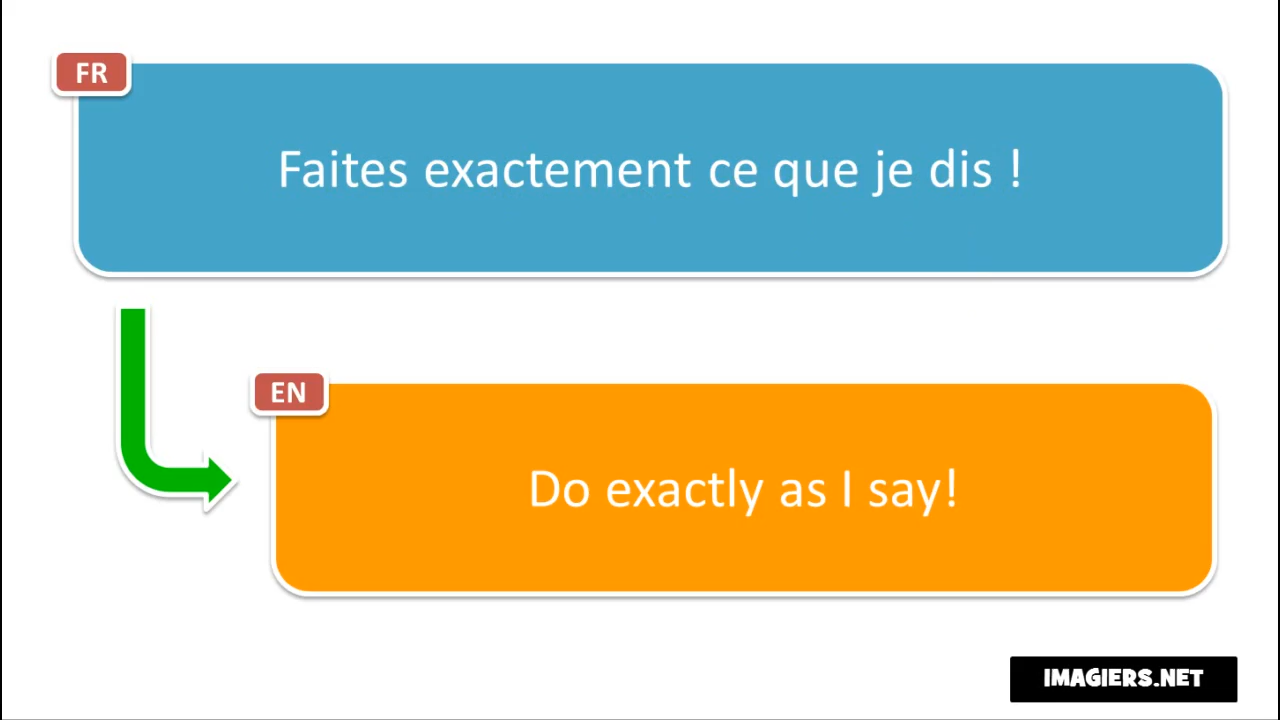 FR
Faites exactement ce que je dis !
EN
Do exactly as I say!
IMAGIERS.NET